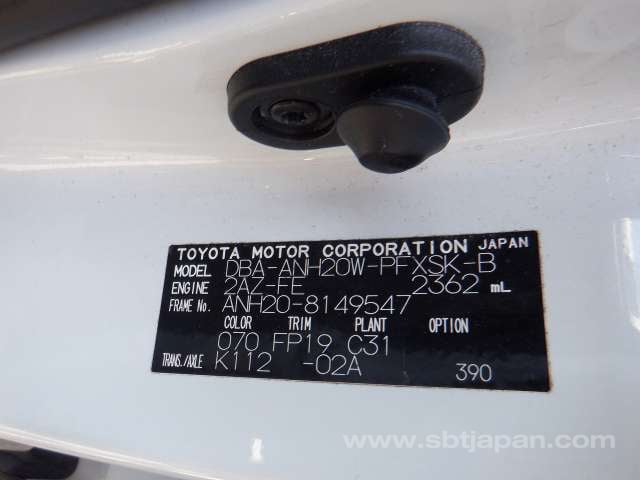 TOYOTA MOTOR CORPORATION JAPAN
MODEL DBA-ANH20W-PFXSK-B
ENGINE 2AZ-FE 2362 mL
FRAME No. ANH20-8149547
COLOR TRIM PLANT OPTION
070 FP19 C31
TRANS./AXLE K112 -02A 390
www.sbtjapan.com